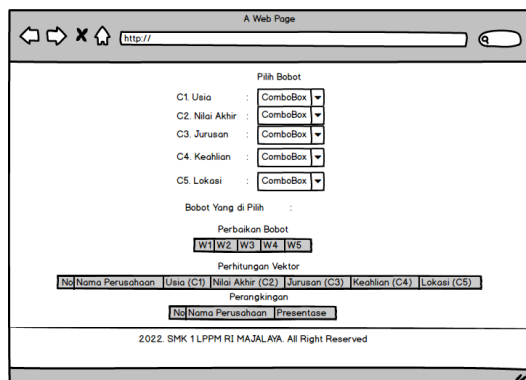 A Web Page
http://
Pilih Bobot
C1. Usia : ComboBox
C2. Nilai Akhir : ComboBox
C3. Jurusan : ComboBox
C4. Keahlian : ComboBox
C5. Lokasi : ComboBox
Bobot Yang di Pilih :
Perbaikan Bobot
W1 W2 W3 W4 W5
Perhitungan Vektor
No Nama Perusahaan Usia (C1) Nilai Akhir (C2) Jurusan (C3) Keahlian (C4) Lokasi (C5)
Perangkingan
No Nama Perusahaan Presentase
2022. SMK 1 LPPM RI MAJALAYA. All Right Reserved